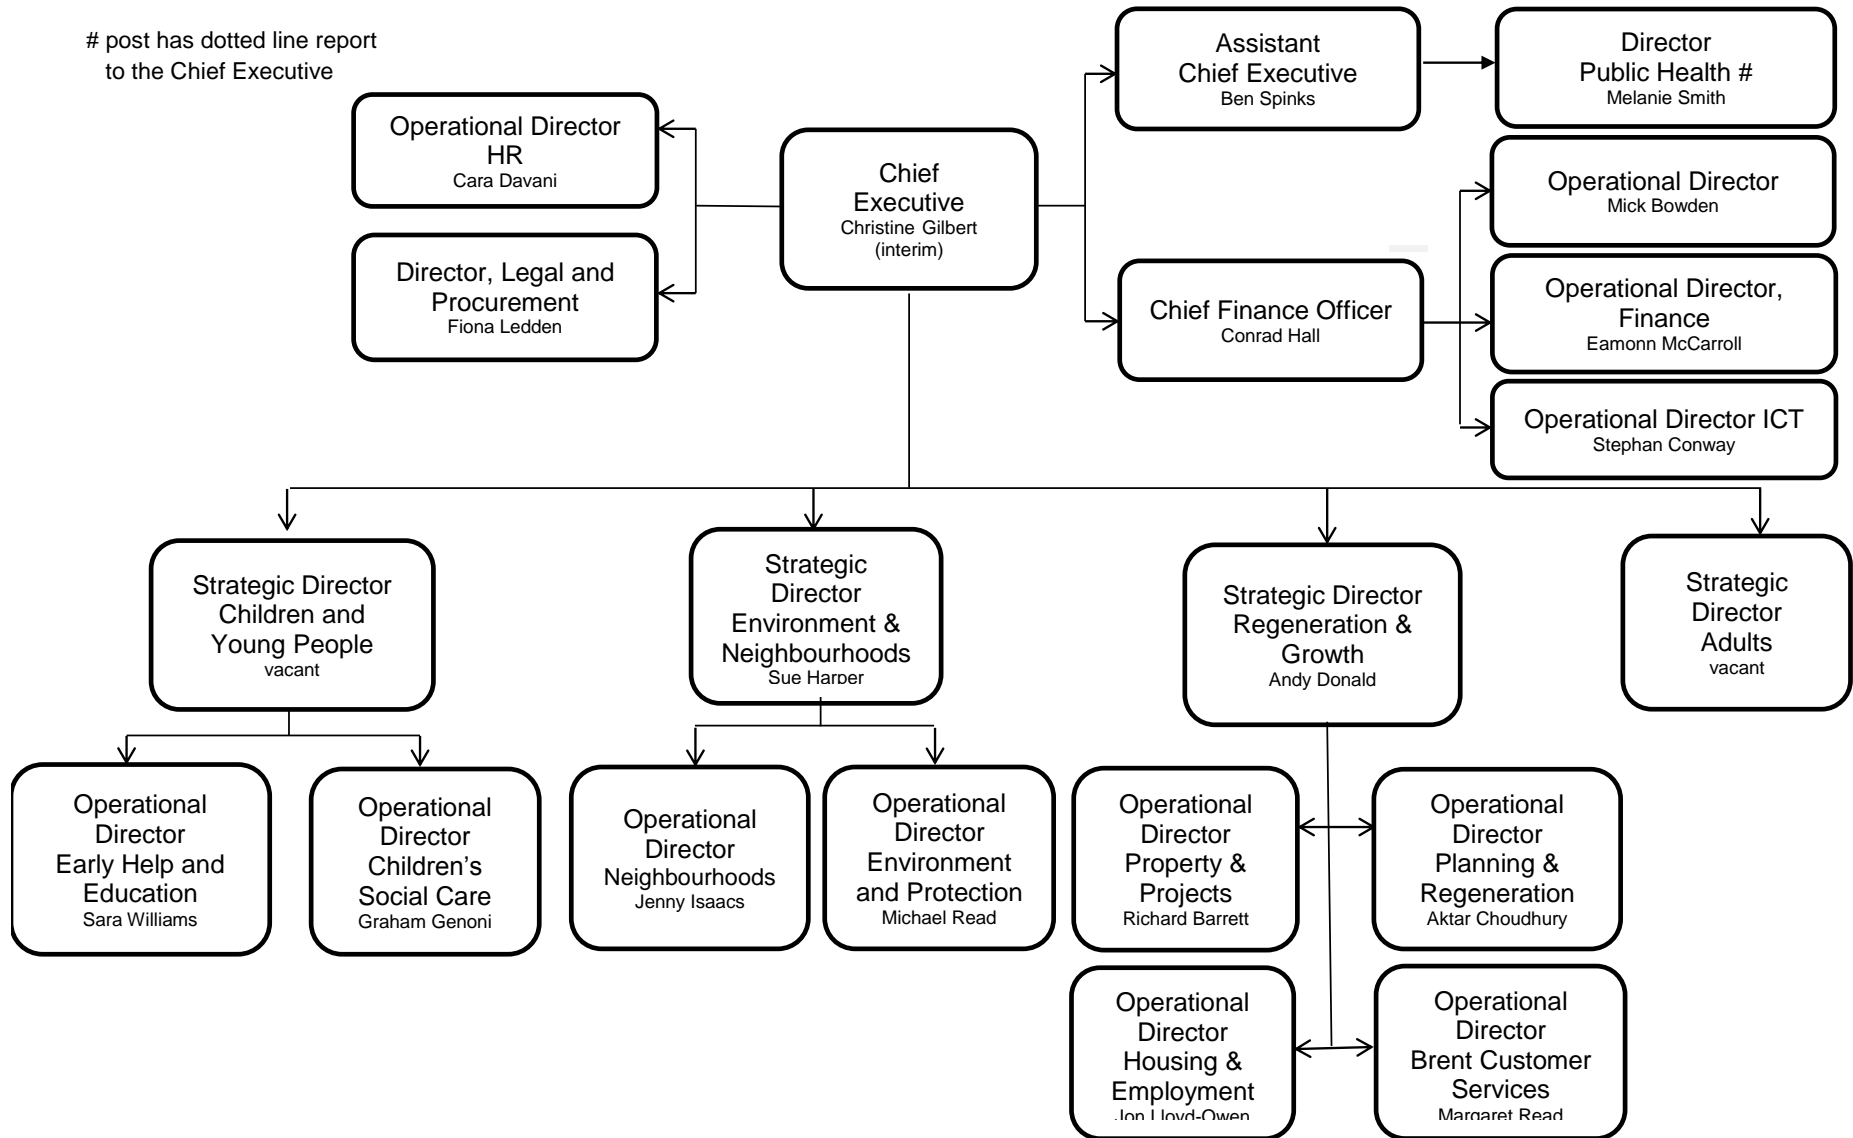 # post has dotted line report
to the Chief Executive
Operational Director
HR
Cara Davani
Director, Legal and
Procurement
Fiona Ledden
Chief
Executive
Christine Gilbert
(interim)
Assistant
Chief Executive
Ben Spinks
Director
Public Health #
Melanie Smith
Chief Finance Officer
Conrad Hall
Operational Director
Mick Bowden
Operational Director,
Finance
Eamonn McCarroll
Operational Director ICT
Stephan Conway
Strategic Director
Children and
Young People
vacant
Strategic
Director
Environment &
Neighbourhoods
Sue Harper
Strategic Director
Regeneration &
Growth
Andy Donald
Strategic
Director
Adults
vacant
Operational
Director
Early Help and
Education
Sara Williams
Operational
Director
Children’s
Social Care
Graham Genoni
Operational
Director
Neighbourhoods
Jenny Isaacs
Operational
Director
Environment
and Protection
Michael Read
Operational
Director
Property &
Projects
Richard Barrett
Operational
Director
Planning &
Regeneration
Aktar Choudhury
Operational
Director
Housing &
Employment
Jon Lloyd-Owen
Operational
Director
Brent Customer
Services
Margaret Read